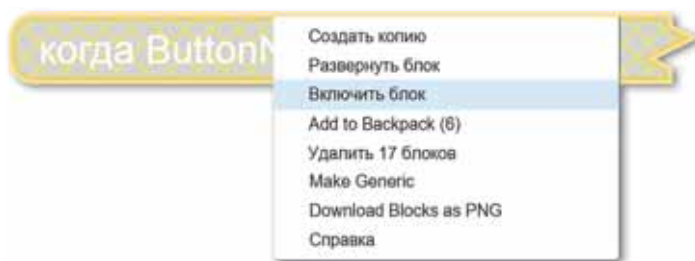 когда ButtonN
Создать копию
Развернуть блок
Включить блок
Add to Backpack (6)
Удалить 17 блоков
Make Generic
Download Blocks as PNG
Справка